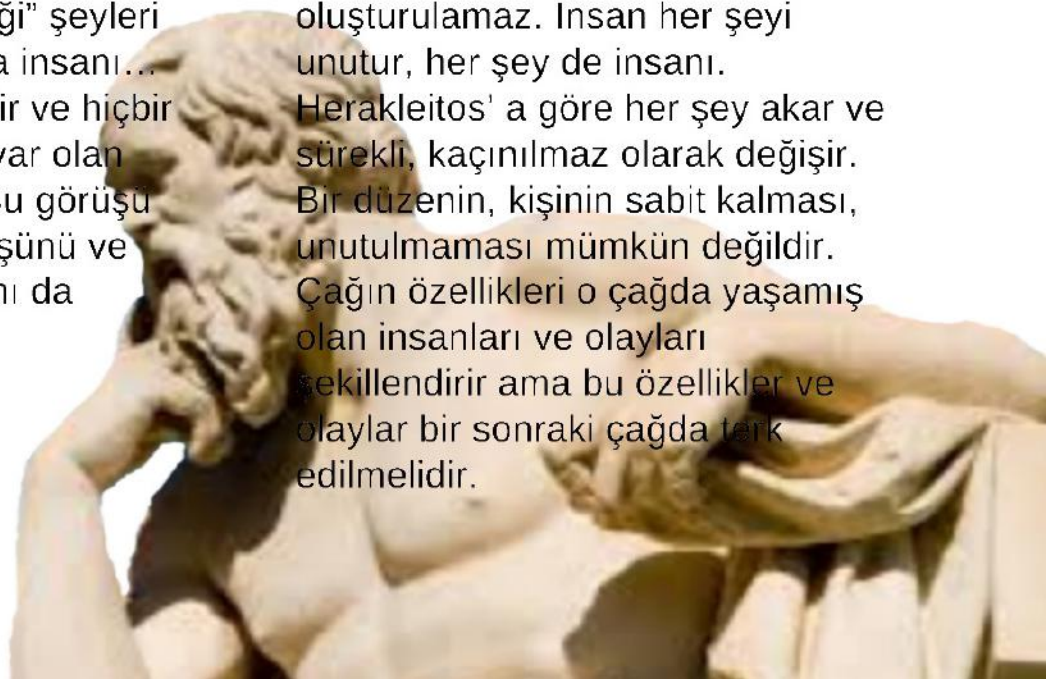 ği” şeyleri
a insanı…
ir ve hiçbir
var olan
u görüşü
şünü ve
nı da
oluşturulamaz. İnsan her şeyi
unutur, her şey de insanı.
Herakleitos’ a göre her şey akar ve
sürekli, kaçınılmaz olarak değişir.
Bir düzenin, kişinin sabit kalması,
unutulmaması mümkün değildir.
Çağın özellikleri o çağda yaşamış
olan insanları ve olayları
şekillendirir ama bu özellikler ve
olaylar bir sonraki çağda terk
edilmelidir.